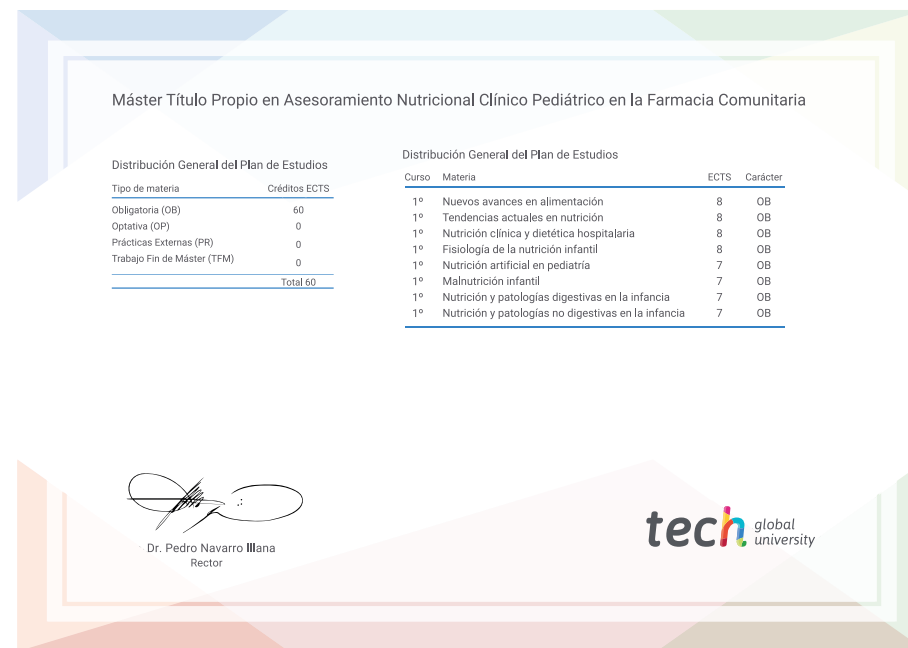 Máster Título Propio en Asesoramiento Nutricional Clínico Pediátrico en la Farmacia Comunitaria
Distribución General del Plan de Estudios
Tipo de materia Créditos ECTS
Obligatoria (OB) 60
Optativa (OP) 0
Prácticas Externas (PR) 0
Trabajo Fin de Máster (TFM) 0
Total 60
Distribución General del Plan de Estudios
Curso Materia ECTS Carácter
1º Nuevos avances en alimentación 8 OB
1º Tendencias actuales en nutrición 8 OB
1º Nutrición clínica y dietética hospitalaria 8 OB
1º Fisiología de la nutrición infantil 8 OB
1º Nutrición artificial en pediatría 7 OB
1º Malnutrición infantil 7 OB
1º Nutrición y patologías digestivas en la infancia 7 OB
1º Nutrición y patologías no digestivas en la infancia 7 OB
Dr. Pedro Navarro Illana
Rector
tech global
university